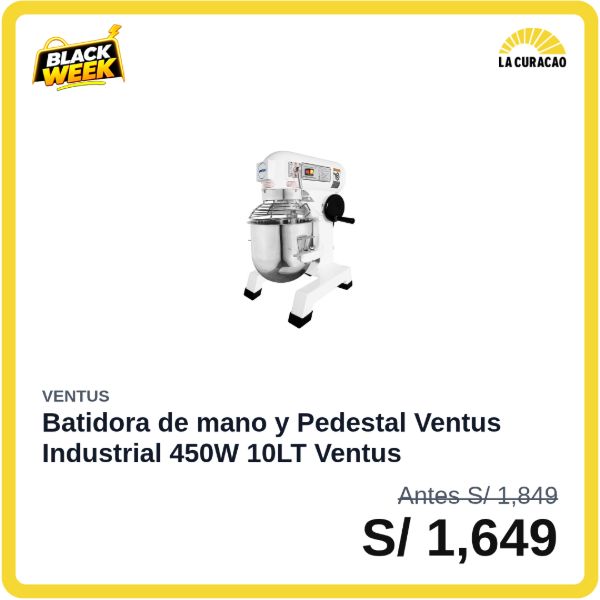 BLACK
WEEK
LA CURACAO
VENTUS
Batidora de mano y Pedestal Ventus
Industrial 450W 10LT Ventus
Antes S/ 1,849
S/ 1,649